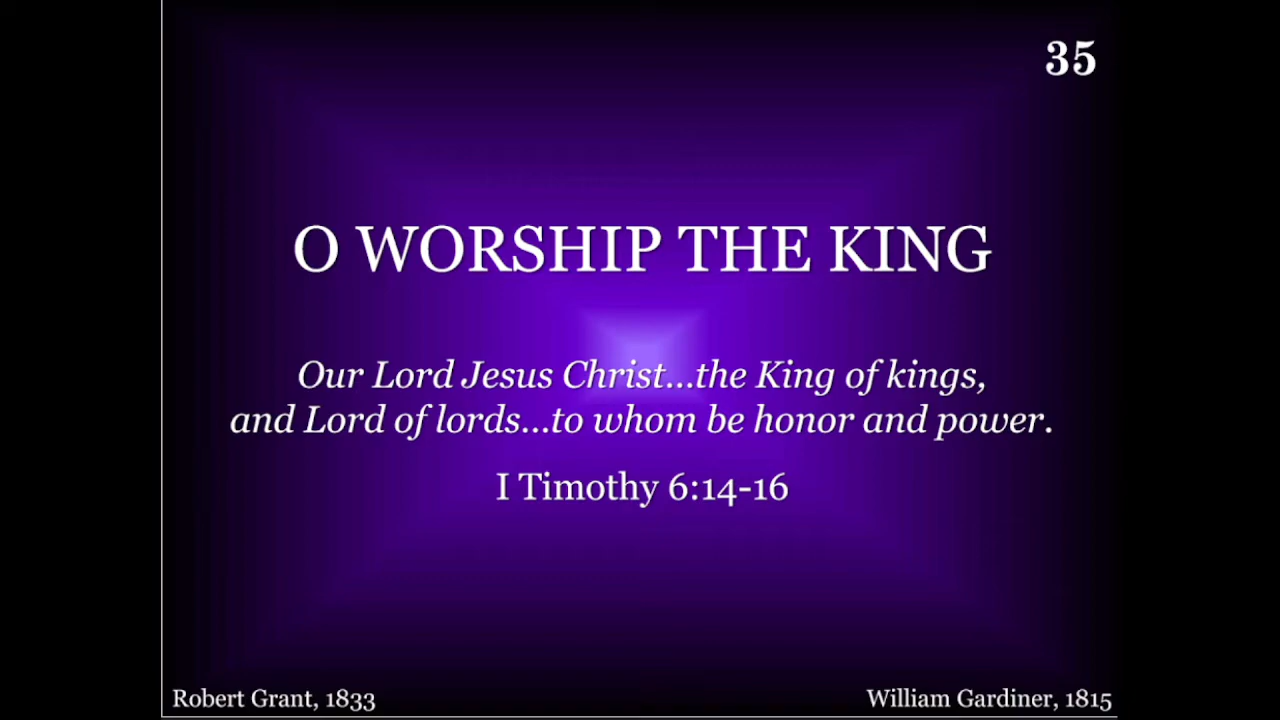 35
O WORSHIP THE KING
Our Lord Jesus Christ...the King of kings,
and Lord of lords...to whom be honor and power.
I Timothy 6:14-16
Robert Grant, 1833
William Gardiner, 1815